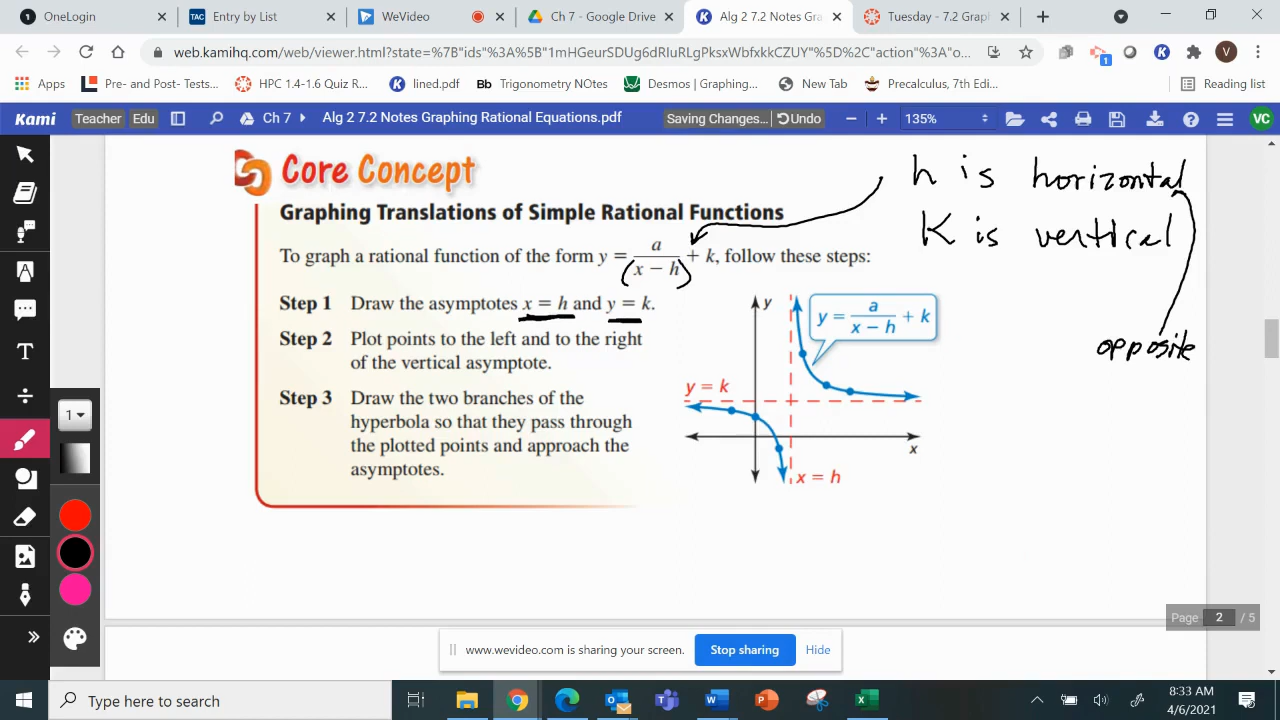 OneLogin
Entry by List
WeVideo
Ch 7 - Google Drive
Alg 2 7.2 Notes Gra
Tuesday - 7.2 Grap
web.kamihq.com/web/viewer.html?state=%7B"ids"%3A%5B"1mHGeurSDUg6dRIuRLgPksxWbfxkkCZUY"%5D%2C"action"%3A"o...
Apps
Pre- and Post- Tests...
HPC 1.4-1.6 Quiz R...
lined.pdf
Bb Trigonometry NOtes
Desmos | Graphing...
New Tab
Precalculus, 7th Edi...
Reading list
Kami
Teacher
Edu
Ch 7
Alg 2 7.2 Notes Graphing Rational Equations.pdf
Saving Changes...
Undo
135%
VC
Core Concept
h is horizontal
K is vertical
opposite
Graphing Translations of Simple Rational Functions
To graph a rational function of the form y = a/(x − h) + k, follow these steps:
Step 1 Draw the asymptotes x = h and y = k.
Step 2 Plot points to the left and to the right
of the vertical asymptote.
Step 3 Draw the two branches of the
hyperbola so that they pass through
the plotted points and approach the
asymptotes.
y
y = a/(x − h) + k
y = k
x
x = h
1
Page 2 / 5
www.wevideo.com is sharing your screen.
Stop sharing
Hide
Type here to search
8:33 AM
4/6/2021
3